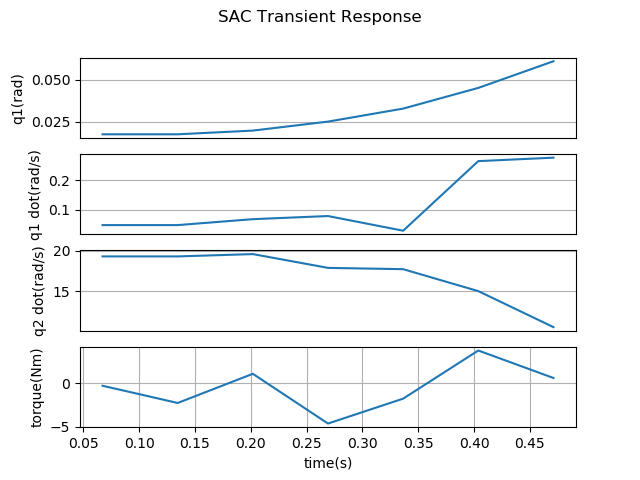 SAC Transient Response
q1(rad)
0.050
0.025
q1 dot(rad/s)
0.2
0.1
q2 dot(rad/s)
20
15
torque(Nm)
0
−5
0.05 0.10 0.15 0.20 0.25 0.30 0.35 0.40 0.45
time(s)